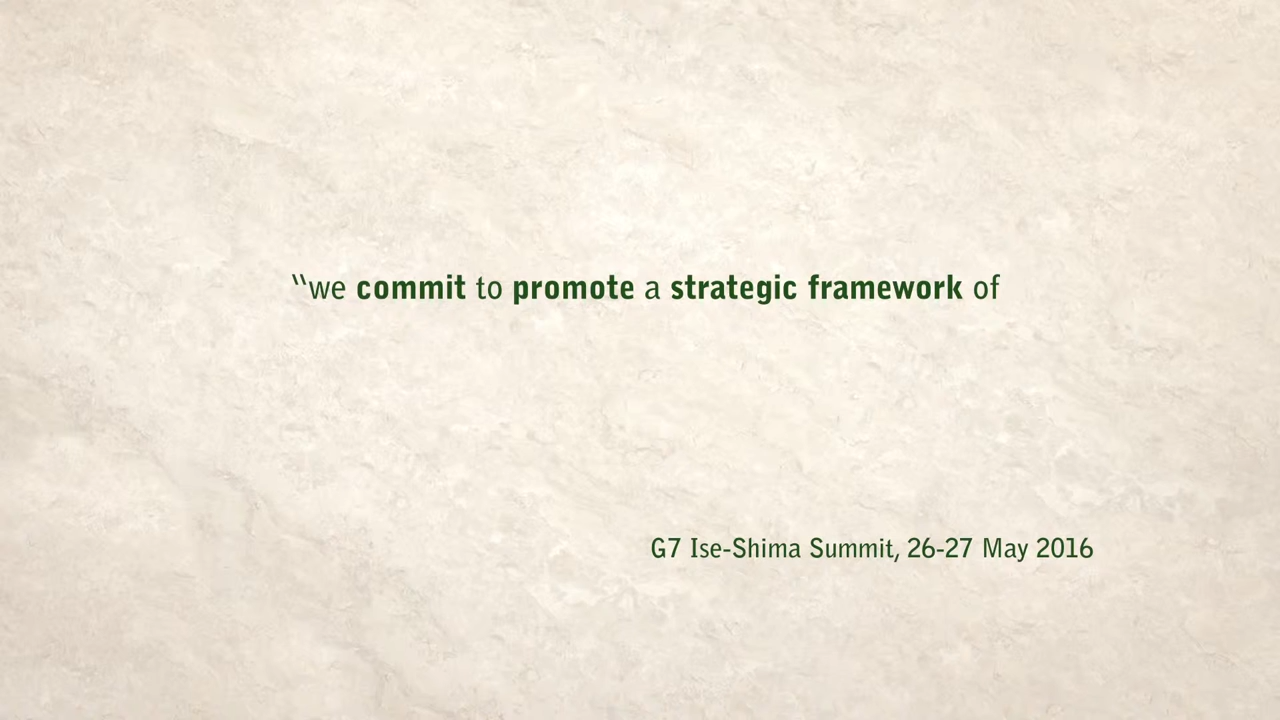 “we commit to promote a strategic framework of
G7 Ise-Shima Summit, 26-27 May 2016